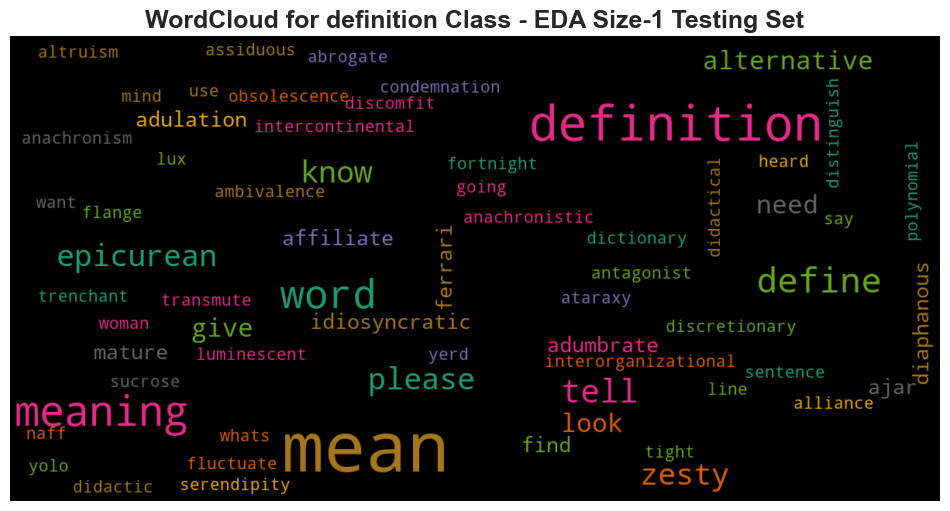 WordCloud for definition Class - EDA Size-1 Testing Set
altruism
assiduous
abrogate
alternative
condemnation
mind
use
obsolescence
discomfit
distinguish
adulation
intercontinental
definition
anachronism
lux
know
fortnight
heard
polynomial
want
flange
ambivalence
going
anachronistic
didactical
need
say
affiliate
ferrari
dictionary
epicurean
antagonist
define
diaphanous
trenchant
transmute
word
ataraxy
woman
give
idiosyncratic
discretionary
mature
luminescent
yerd
adumbrate
interorganizational
sentence
sucrose
please
tell
line
ajar
alliance
meaning
look
naff
whats
mean
find
tight
yolo
fluctuate
zesty
didactic
serendipity